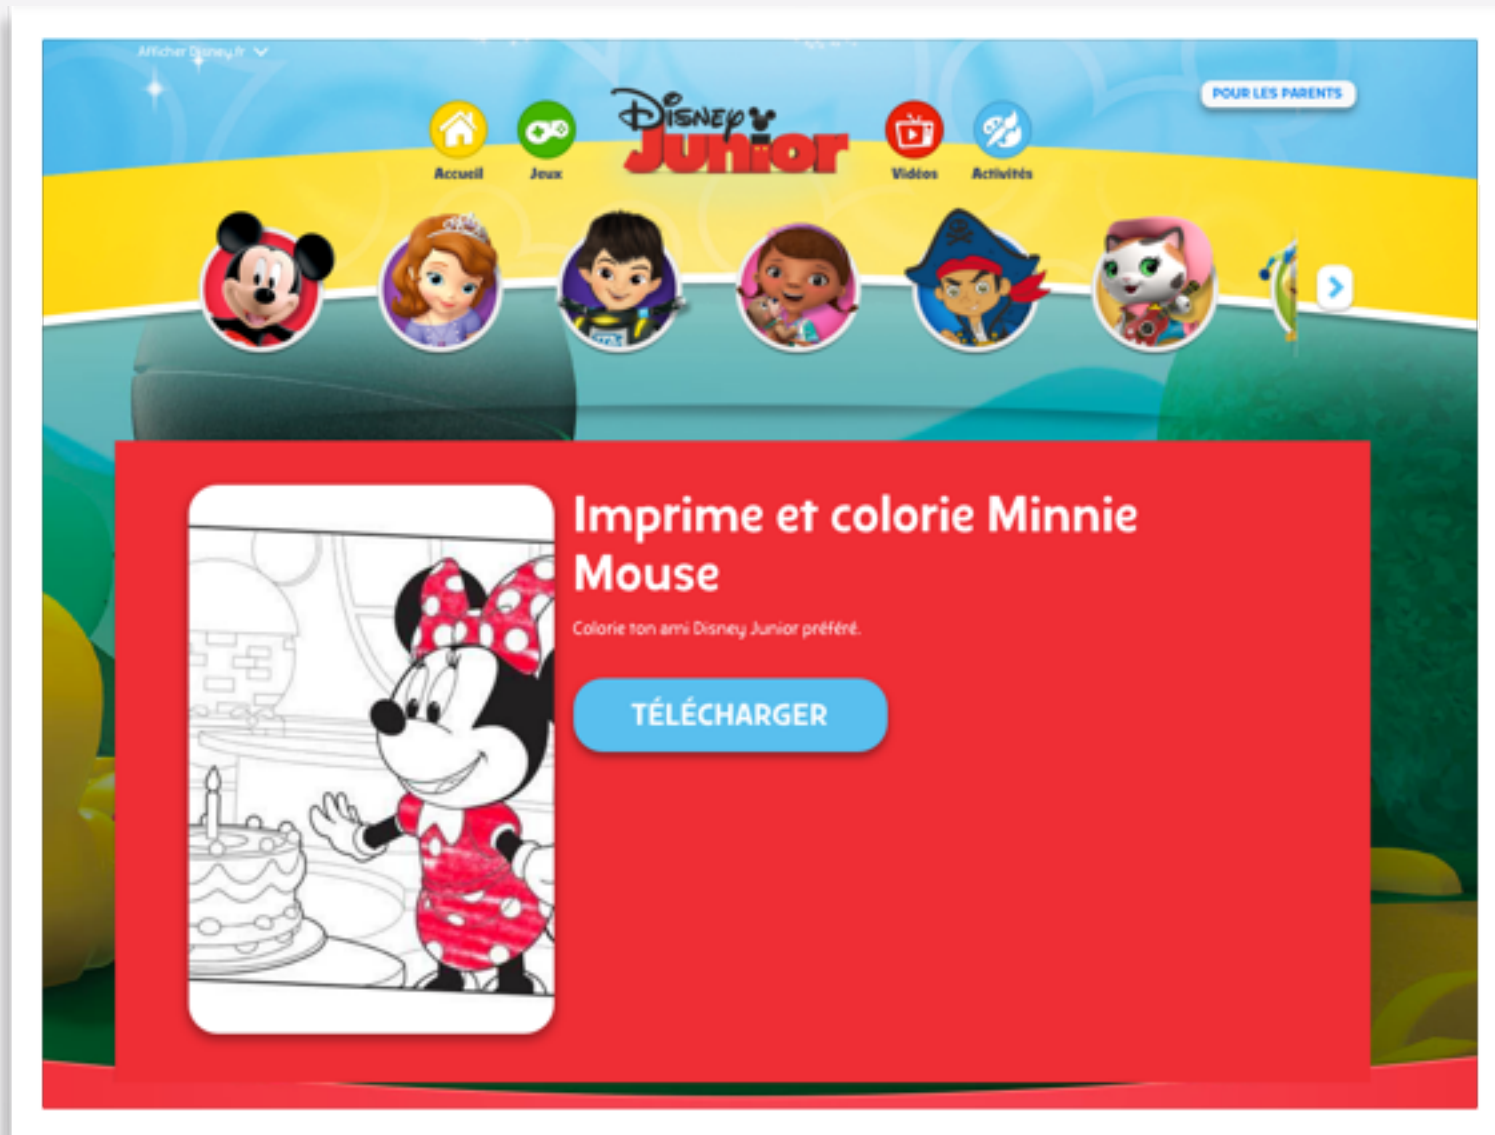 Afficher Disney.fr
POUR LES PARENTS
Disney
Junior
Accueil
Jeux
Vidéos
Activités
Imprime et colorie Minnie
Mouse
Colorie ton ami Disney Junior préféré.
TÉLÉCHARGER